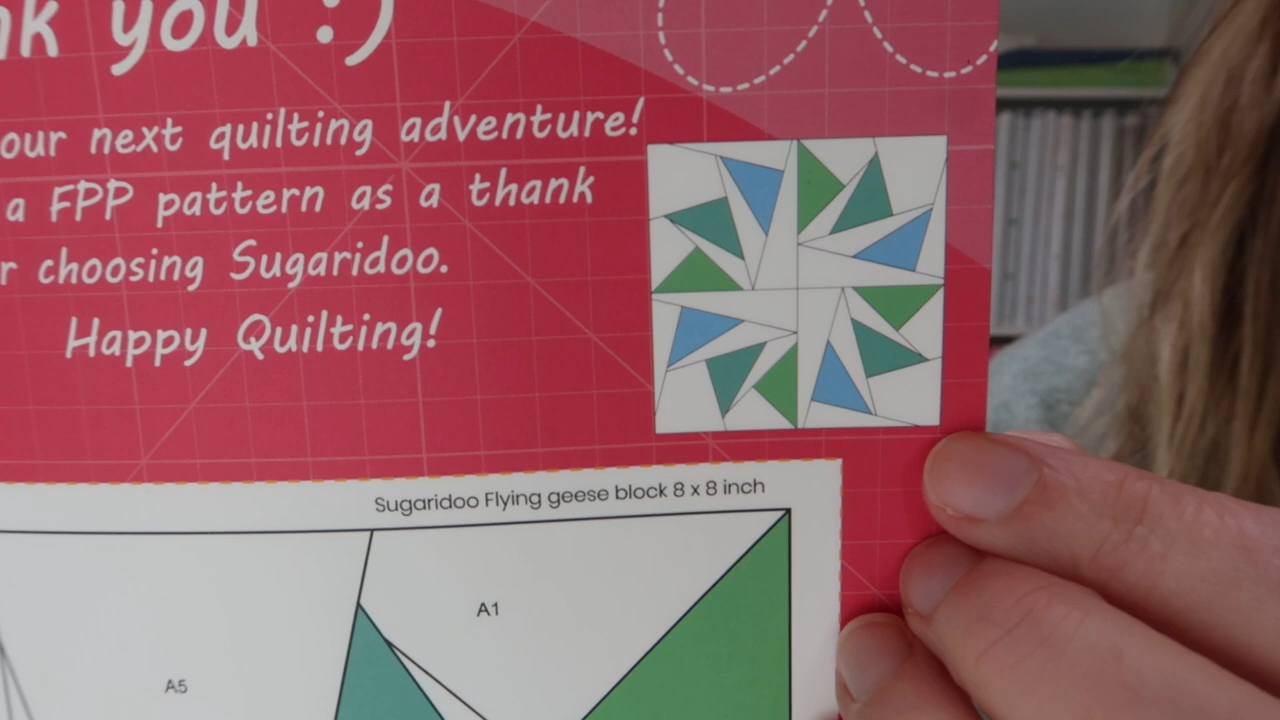 you :)
our next quilting adventure!
a FPP pattern as a thank
choosing Sugaridoo.
Happy Quilting!
Sugaridoo Flying geese block 8 x 8 inch
A1
A5